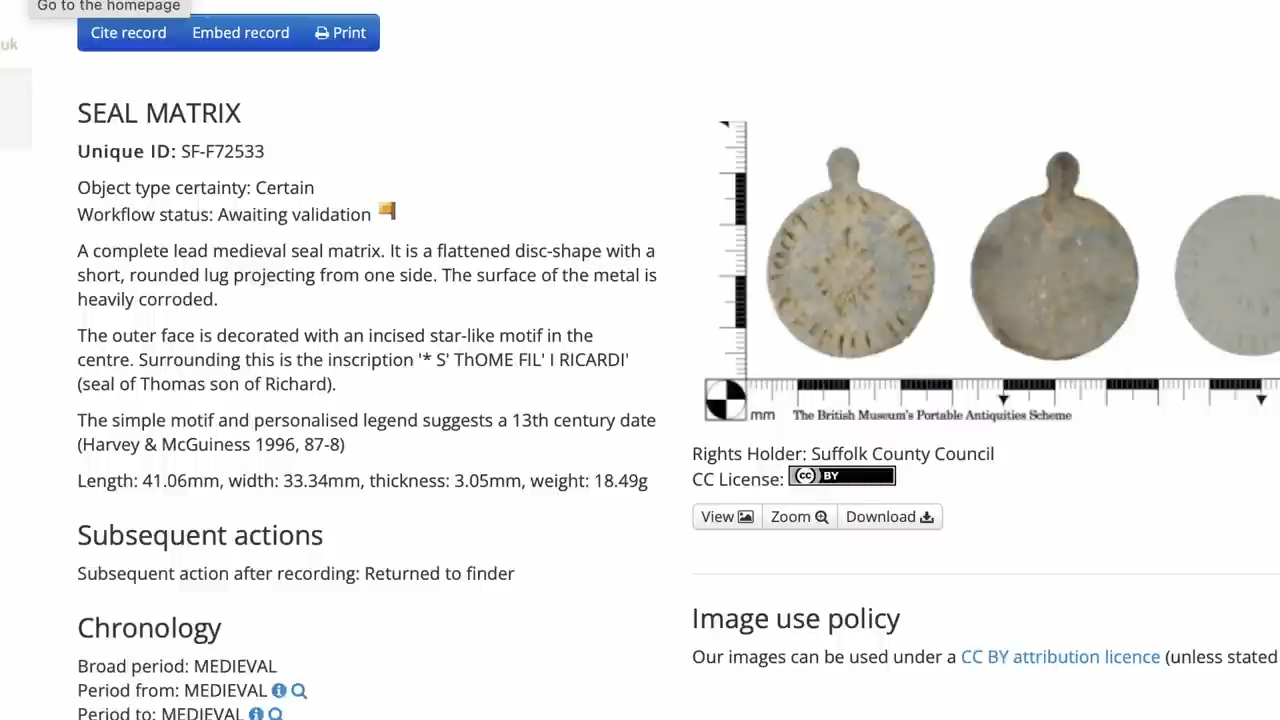 Go to the homepage
uk
Cite record Embed record Print
SEAL MATRIX
Unique ID: SF-F72533
Object type certainty: Certain
Workflow status: Awaiting validation
A complete lead medieval seal matrix. It is a flattened disc-shape with a
short, rounded lug projecting from one side. The surface of the metal is
heavily corroded.
The outer face is decorated with an incised star-like motif in the
centre. Surrounding this is the inscription '* S' ThOME FIL' I RICARDI'
(seal of Thomas son of Richard).
The simple motif and personalised legend suggests a 13th century date
(Harvey & McGuiness 1996, 87-8)
Length: 41.06mm, width: 33.34mm, thickness: 3.05mm, weight: 18.49g
Subsequent actions
Subsequent action after recording: Returned to finder
Chronology
Broad period: MEDIEVAL
Period from: MEDIEVAL
Period to: MEDIEVAL
mm The British Museum's Portable Antiquities Scheme
Rights Holder: Suffolk County Council
CC License: cc BY
View Zoom Download
Image use policy
Our images can be used under a CC BY attribution licence (unless stated